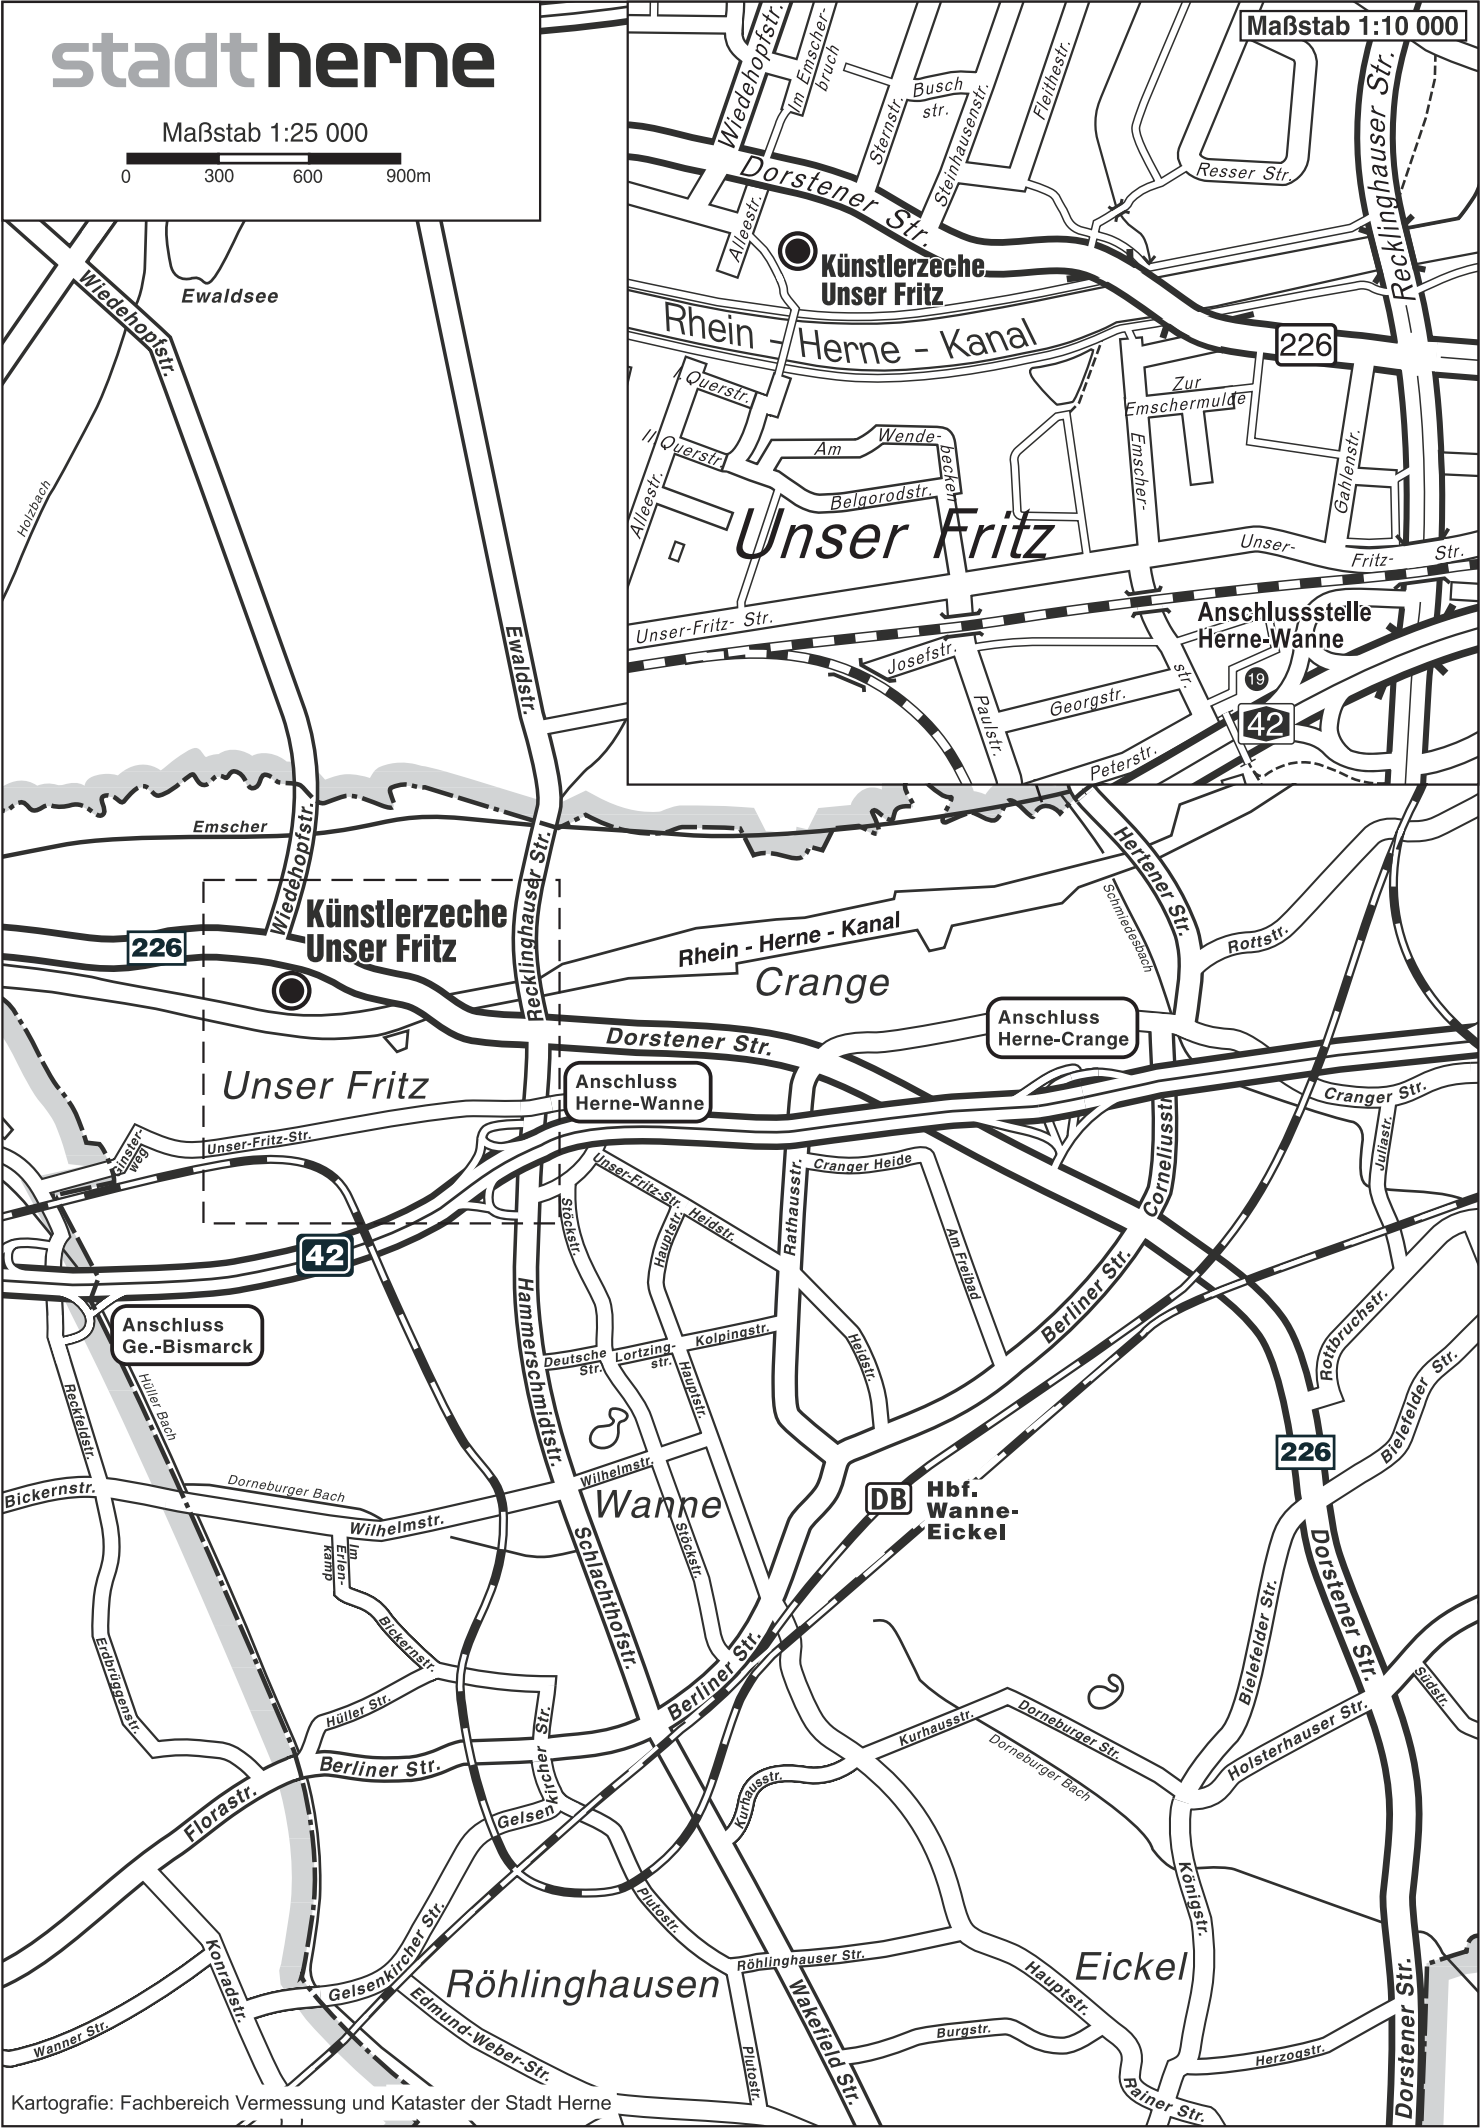 stadtherne
Maßstab 1:25 000
0 300 600 900m
Maßstab 1:10 000
Wiedehopfstr.
Im Emscher-
bruch
Sternstr.
Busch
str.
Steinhausenstr.
Fleithestr.
Resser Str.
Recklinghauser Str.
Dorstener Str.
Alleestr.
Künstlerzeche
Unser Fritz
Rhein - Herne - Kanal
226
I. Querstr.
II. Querstr.
Alleestr.
Am Wende-
becken
Belgorodstr.
Zur
Emschermulde
Emscher-
str.
Gahlenstr.
Unser Fritz
Unser- Fritz- Str.
Unser-Fritz- Str.
Anschlussstelle
Herne-Wanne
19
42
Josefstr.
Paulstr.
Georgstr.
Peterstr.
Ewaldsee
Wiedehopfstr.
Holzbach
Ewaldstr.
Emscher
Wiedehopfstr.
Recklinghauser Str.
Künstlerzeche
Unser Fritz
226
Rhein - Herne - Kanal
Crange
Hertener Str.
Schmiedesbach
Rottstr.
Anschluss
Herne-Crange
Dorstener Str.
Unser Fritz
Anschluss
Herne-Wanne
Cranger Str.
Juliastr.
Ginster-
weg
Unser-Fritz-Str.
Unser-Fritz-Str.
Cranger Heide
Rathausstr.
Corneliusstr.
Stöckstr.
Hauptstr.
Heidstr.
Am Freibad
42
Berliner Str.
Anschluss
Ge.-Bismarck
Hammerschmidtstr.
Deutsche
Str.
Lortzing-
str.
Kolpingstr.
Heidstr.
Hauptstr.
Rottbruchstr.
Bielefelder Str.
Reckfeldstr.
Hüller Bach
226
Bickernstr.
Dorneburger Bach
Wilhelmstr.
Wilhelmstr.
Wanne
DB
Hbf.
Wanne-
Eickel
Im
Erlen-
kamp
Stöckstr.
Schlachthofstr.
Dorstener Str.
Bielefelder Str.
Bickernstr.
Erdbrüggenstr.
Berliner Str.
Hüller Str.
Südstr.
Kurhausstr.
Dorneburger Str.
Dorneburger Bach
Holsterhauser Str.
Berliner Str.
Gelsenkircher Str.
Kurhausstr.
Florastr.
Königstr.
Plutostr.
Gelsenkircher Str.
Konradstr.
Röhlinghauser Str.
Eickel
Röhlinghausen
Hauptstr.
Wakefield Str.
Dorstener Str.
Wanner Str.
Edmund-Weber-Str.
Burgstr.
Herzogstr.
Plutostr.
Rainer Str.
Kartografie: Fachbereich Vermessung und Kataster der Stadt Herne